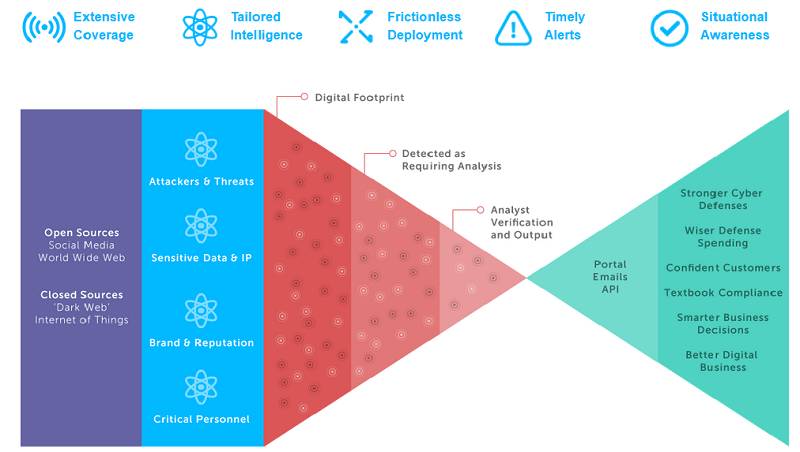 Extensive
Coverage
Tailored
Intelligence
Frictionless
Deployment
Timely
Alerts
Situational
Awareness
Digital Footprint
Detected as
Requiring Analysis
Analyst
Verification
and Output
Open Sources
Social Media
World Wide Web
Closed Sources
'Dark Web'
Internet of Things
Attackers & Threats
Sensitive Data & IP
Brand & Reputation
Critical Personnel
Portal
Emails
API
Stronger Cyber
Defenses
Wiser Defense
Spending
Confident Customers
Textbook Compliance
Smarter Business
Decisions
Better Digital
Business